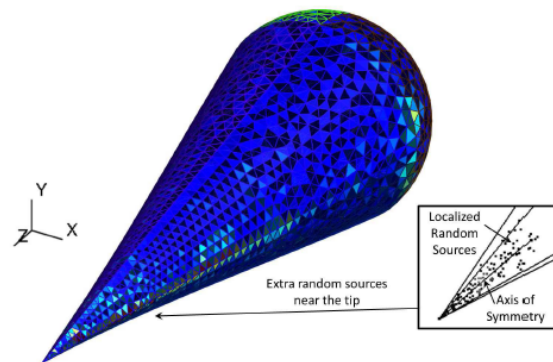 Y
Z
X
Extra random sources
near the tip
Localized
Random
Sources
Axis of
Symmetry